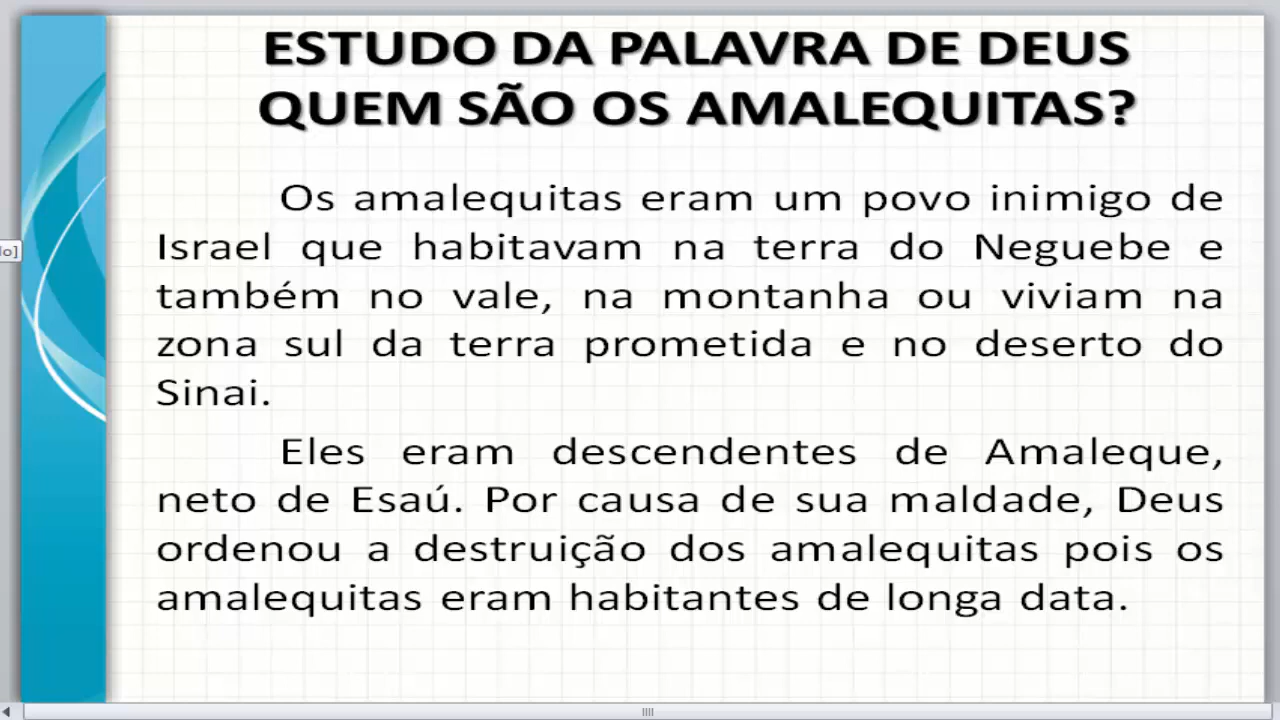 ESTUDO DA PALAVRA DE DEUS
QUEM SÃO OS AMALEQUITAS?
Os amalequitas eram um povo inimigo de
Israel que habitavam na terra do Neguebe e
também no vale, na montanha ou viviam na
zona sul da terra prometida e no deserto do
Sinai.
Eles eram descendentes de Amaleque,
neto de Esaú. Por causa de sua maldade, Deus
ordenou a destruição dos amalequitas pois os
amalequitas eram habitantes de longa data.